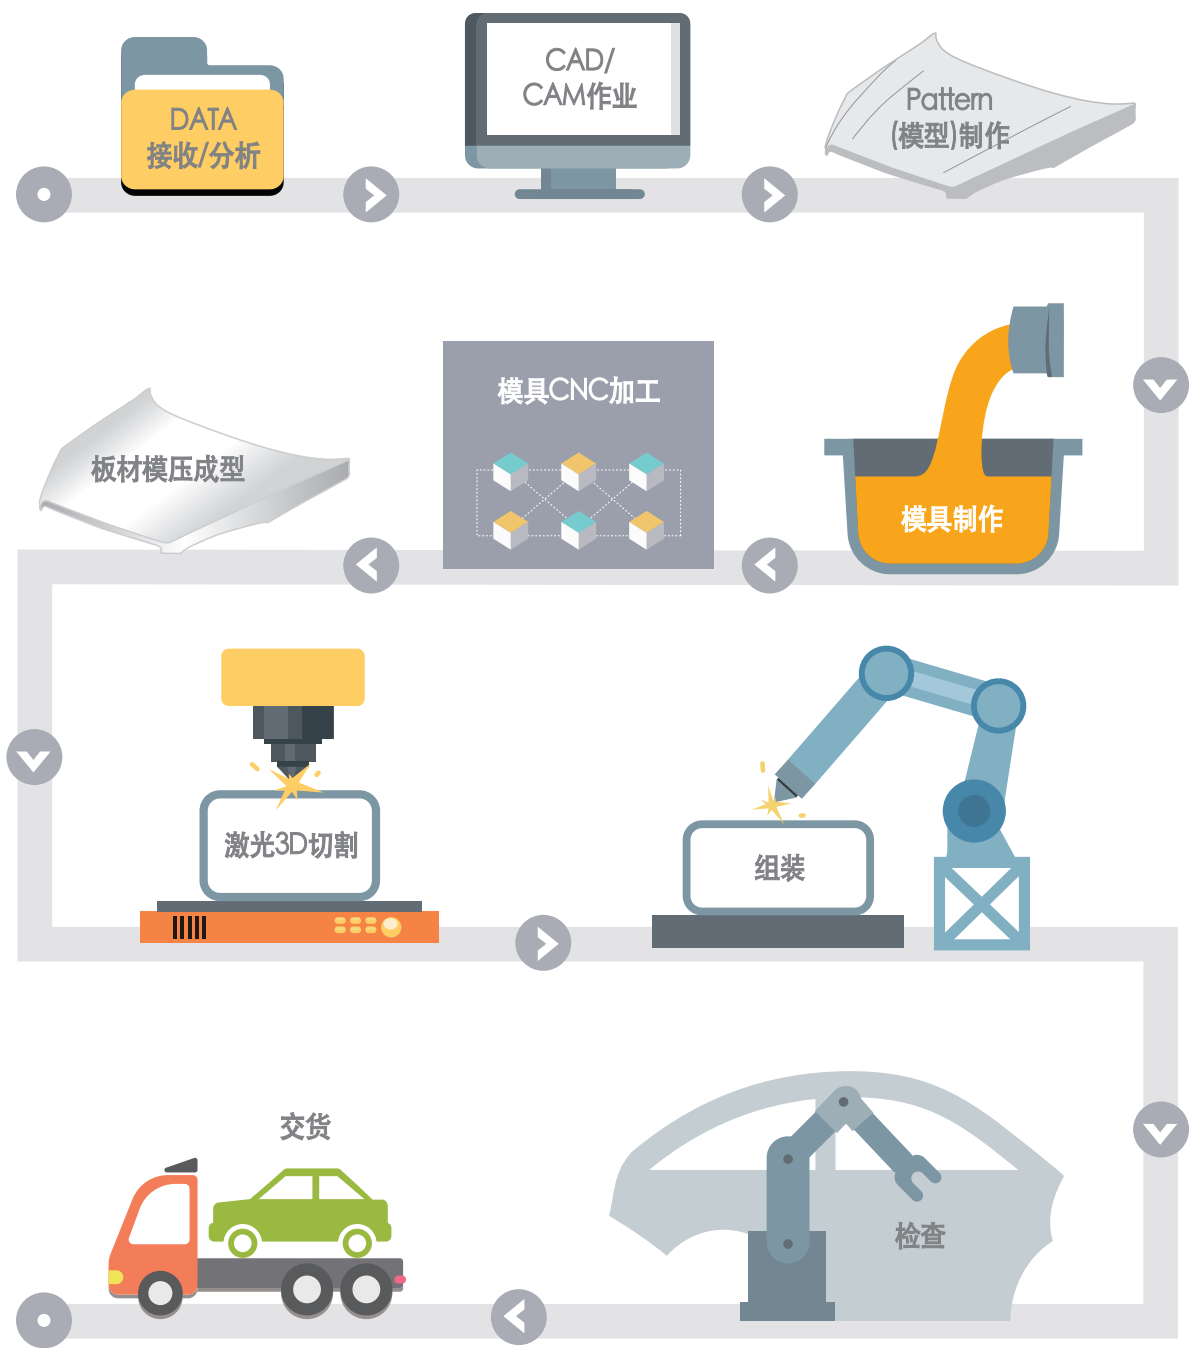 DATA
接收/分析
CAD/
CAM作业
Pattern
(模型)制作
模具制作
模具CNC加工
板材模压成型
激光3D切割
组装
检查
交货